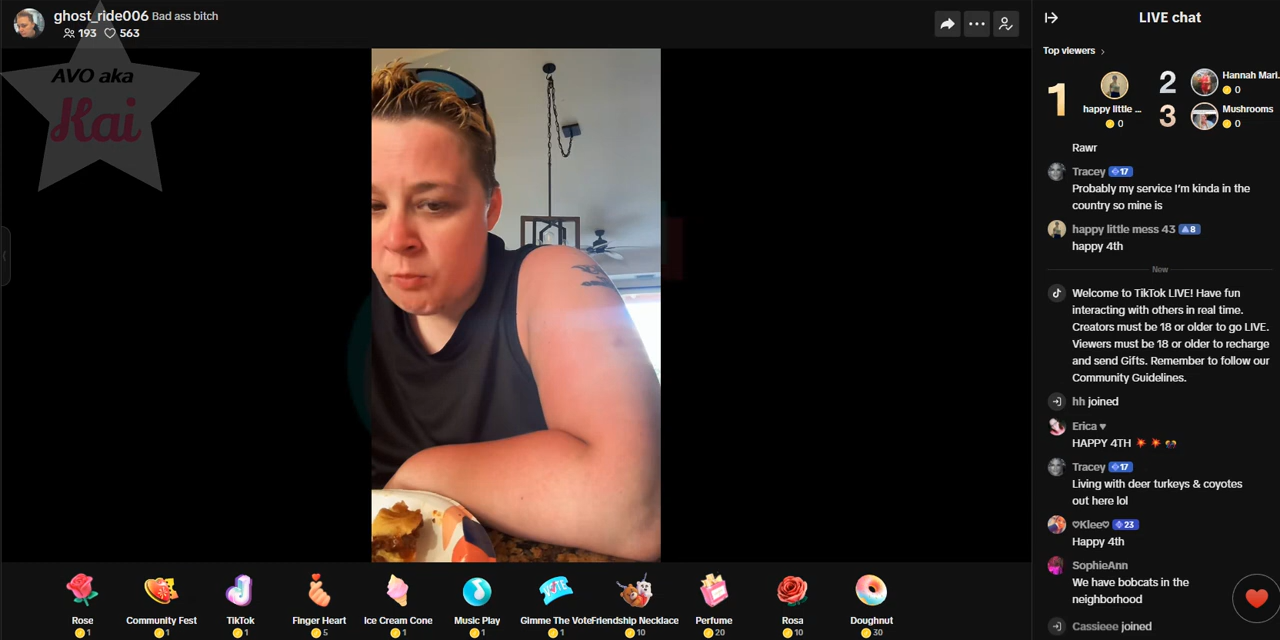 ghost_ride006 Bad ass bitch
193 563
AVO aka
Kai
LIVE chat
Top viewers
1
happy little ...
0
2
Hannah Mari.
0
3
Mushrooms
0
Rawr
Tracey 17
Probably my service I'm kinda in the
country so mine is
happy little mess 43 8
happy 4th
New
Welcome to TikTok LIVE! Have fun
interacting with others in real time.
Creators must be 18 or older to go LIVE.
Viewers must be 18 or older to recharge
and send Gifts. Remember to follow our
Community Guidelines.
hh joined
Erica ♥
HAPPY 4TH
Tracey 17
Living with deer turkeys & coyotes
out here lol
♡Klee♡ 23
Happy 4th
SophieAnn
We have bobcats in the
neighborhood
Cassieee joined
Rose
1
Community Fest
1
TikTok
1
Finger Heart
5
Ice Cream Cone
1
Music Play
1
VOTE
Gimme The Vote
1
Friendship Necklace
10
Perfume
20
Rosa
10
Doughnut
30